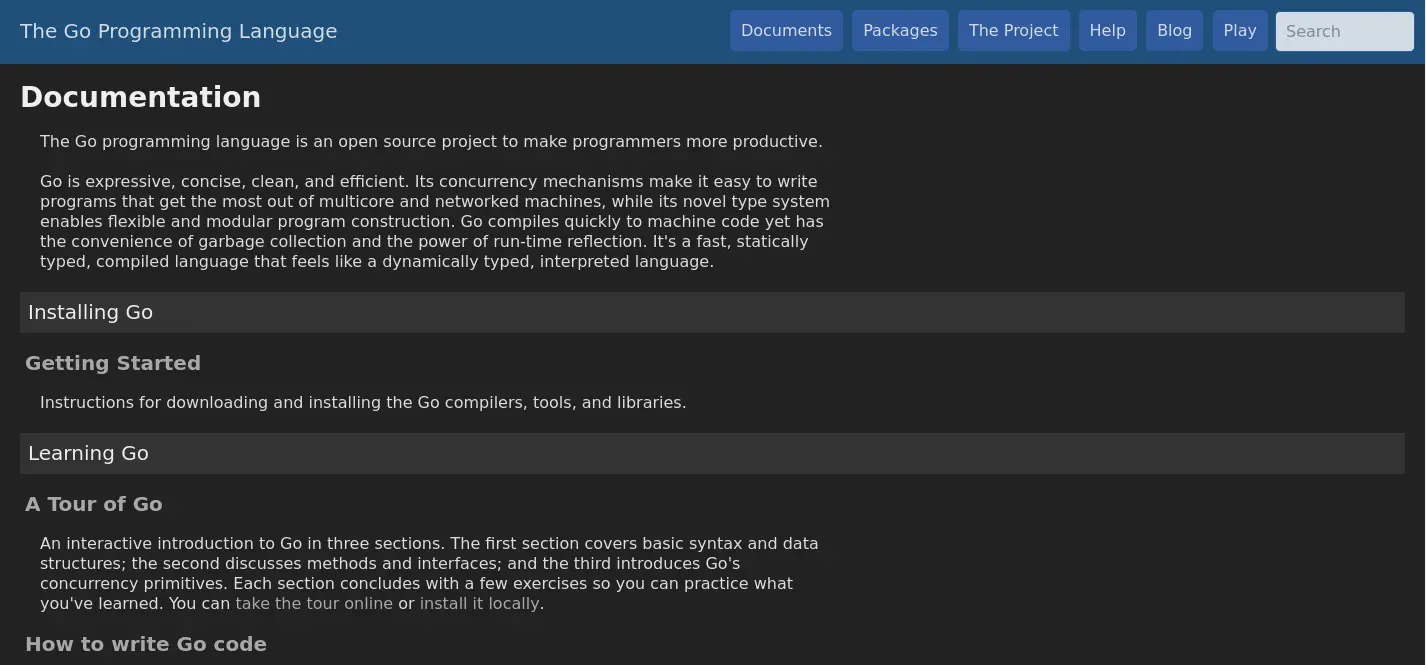 The Go Programming Language
Documents Packages The Project Help Blog Play Search
Documentation
The Go programming language is an open source project to make programmers more productive.
Go is expressive, concise, clean, and efficient. Its concurrency mechanisms make it easy to write
programs that get the most out of multicore and networked machines, while its novel type system
enables flexible and modular program construction. Go compiles quickly to machine code yet has
the convenience of garbage collection and the power of run-time reflection. It's a fast, statically
typed, compiled language that feels like a dynamically typed, interpreted language.
Installing Go
Getting Started
Instructions for downloading and installing the Go compilers, tools, and libraries.
Learning Go
A Tour of Go
An interactive introduction to Go in three sections. The first section covers basic syntax and data
structures; the second discusses methods and interfaces; and the third introduces Go's
concurrency primitives. Each section concludes with a few exercises so you can practice what
you've learned. You can take the tour online or install it locally.
How to write Go code